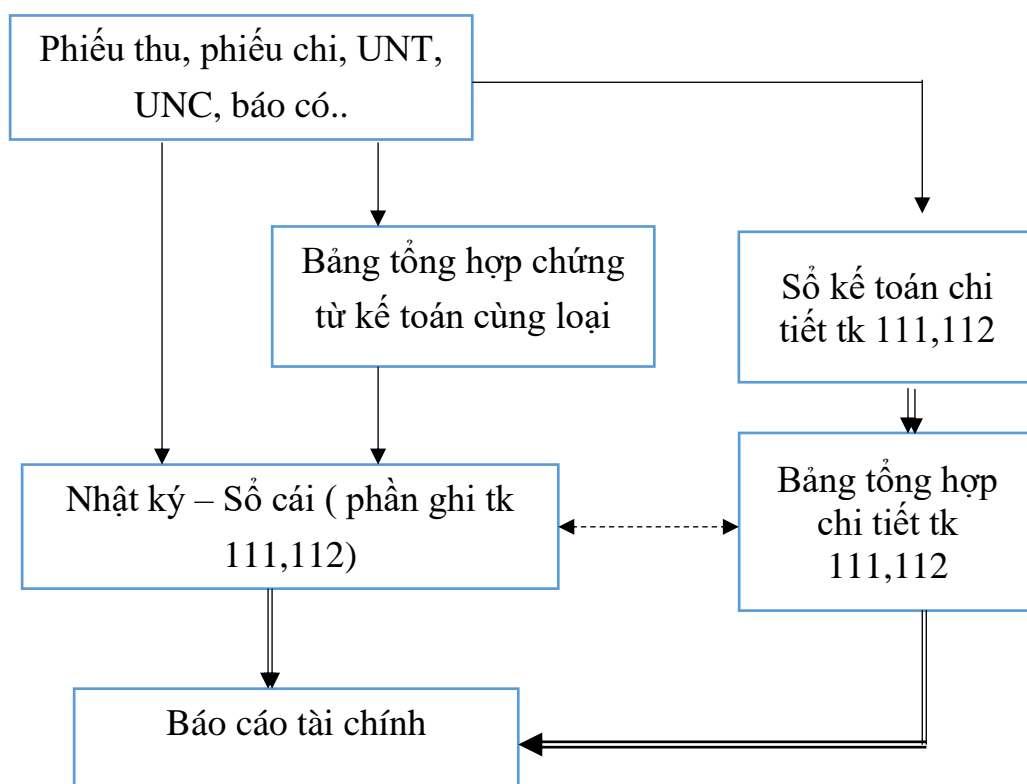 Phiếu thu, phiếu chi, UNT,
UNC, báo có..
Bảng tổng hợp chứng
từ kế toán cùng loại
Sổ kế toán chi
tiết tk 111,112
Nhật ký – Sổ cái ( phần ghi tk
111,112)
Bảng tổng hợp
chi tiết tk
111,112
Báo cáo tài chính